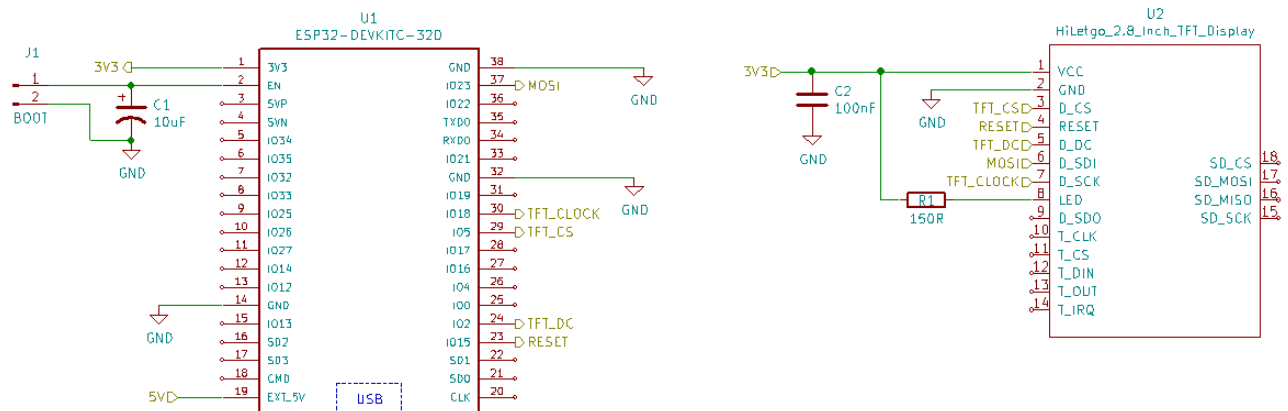 U1
ESP32-DEVKITC-32D
J1
1
2
BOOT
3V3
C1
10uF
GND
1 3V3
2 EN
3 SVP
4 SVN
5 IO34
6 IO35
7 IO32
8 IO33
9 IO25
10 IO26
11 IO27
12 IO14
13 IO12
14 GND
15 IO13
16 SD2
17 SD3
18 CMD
19 EXT_5V
GND
5V
USB
GND 38
IO23 37 MOSI
IO22 36
TXD0 35
RXD0 34
IO21 33
GND 32
IO19 31
IO18 30 TFT_CLOCK
IO5 29 TFT_CS
IO17 28
IO16 27
IO4 26
IO0 25
IO2 24 TFT_DC
IO15 23 RESET
SD1 22
SD0 21
CLK 20
GND
GND
U2
HiLetgo_2.8_Inch_TFT_Display
3V3
C2
100nF
GND
GND
R1
150R
1 VCC
2 GND
TFT_CS 3 D_CS
RESET 4 RESET
TFT_DC 5 D_DC
MOSI 6 D_SDI
TFT_CLOCK 7 D_SCK
8 LED
9 D_SDO
10 T_CLK
11 T_CS
12 T_DIN
13 T_OUT
14 T_IRQ
SD_CS 18
SD_MOSI 17
SD_MISO 16
SD_SCK 15